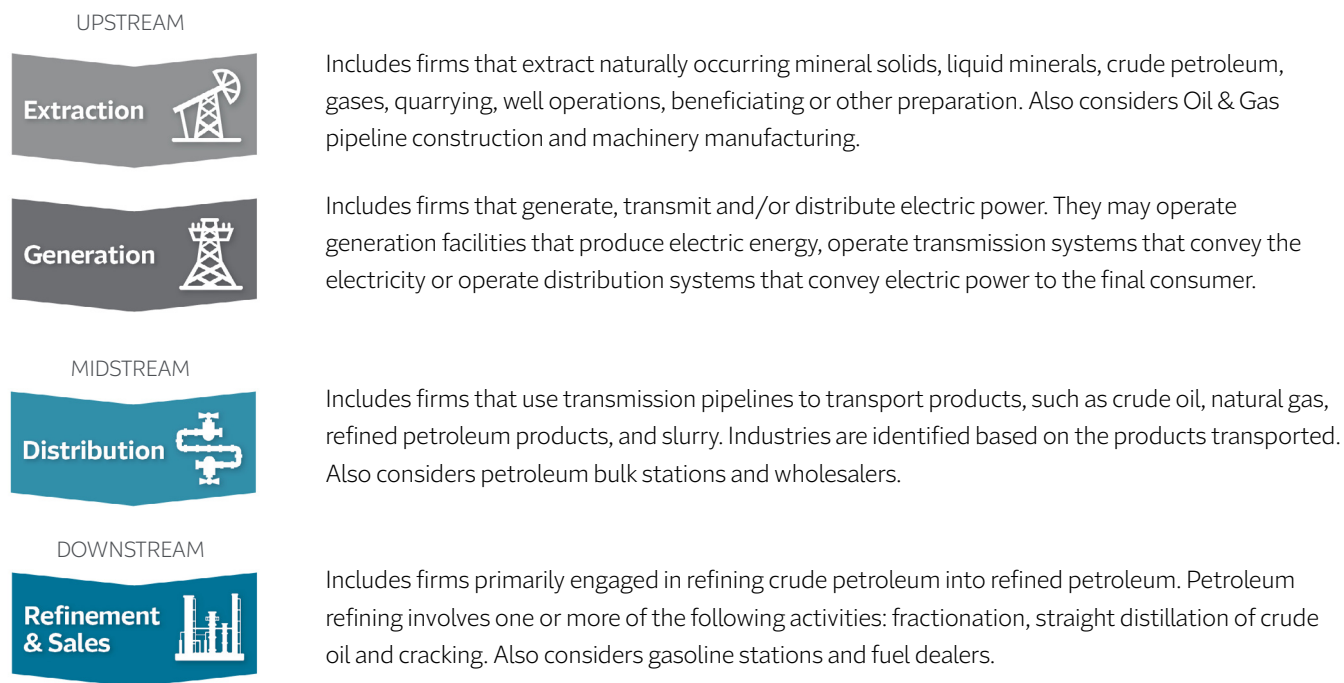 UPSTREAM
Extraction
Includes firms that extract naturally occurring mineral solids, liquid minerals, crude petroleum,
gases, quarrying, well operations, beneficiating or other preparation. Also considers Oil & Gas
pipeline construction and machinery manufacturing.
Generation
Includes firms that generate, transmit and/or distribute electric power. They may operate
generation facilities that produce electric energy, operate transmission systems that convey the
electricity or operate distribution systems that convey electric power to the final consumer.
MIDSTREAM
Distribution
Includes firms that use transmission pipelines to transport products, such as crude oil, natural gas,
refined petroleum products, and slurry. Industries are identified based on the products transported.
Also considers petroleum bulk stations and wholesalers.
DOWNSTREAM
Refinement
& Sales
Includes firms primarily engaged in refining crude petroleum into refined petroleum. Petroleum
refining involves one or more of the following activities: fractionation, straight distillation of crude
oil and cracking. Also considers gasoline stations and fuel dealers.